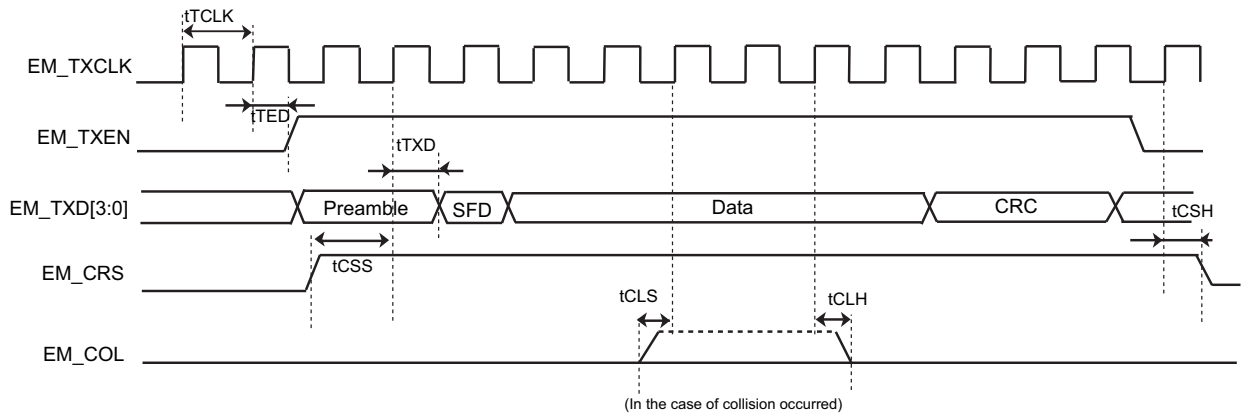 tTCLK
EM_TXCLK
tTED
EM_TXEN
tTXD
EM_TXD[3:0]
Preamble
SFD
Data
CRC
tCSH
tCSS
EM_CRS
tCLS
tCLH
EM_COL
(In the case of collision occurred)